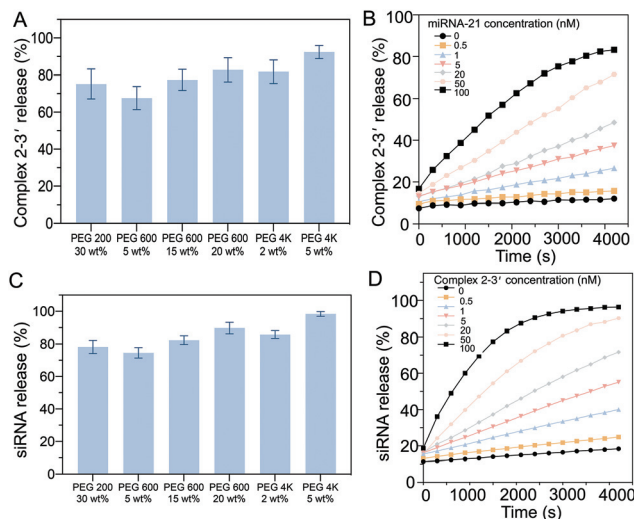 A
Complex 2-3′ release (%)
100
80
60
40
20
0
PEG 200 PEG 600 PEG 600 PEG 600 PEG 4K PEG 4K
30 wt% 5 wt% 15 wt% 20 wt% 2 wt% 5 wt%
B
Complex 2-3′ release (%)
100
80
60
40
20
0
miRNA-21 concentration (nM)
0
0.5
1
5
20
50
100
0 1000 2000 3000 4000
Time (s)
C
siRNA release (%)
100
80
60
40
20
0
PEG 200 PEG 600 PEG 600 PEG 600 PEG 4K PEG 4K
30 wt% 5 wt% 15 wt% 20 wt% 2 wt% 5 wt%
D
siRNA release (%)
100
80
60
40
20
0
Complex 2-3′ concentration (nM)
0
0.5
1
5
20
50
100
0 1000 2000 3000 4000
Time (s)